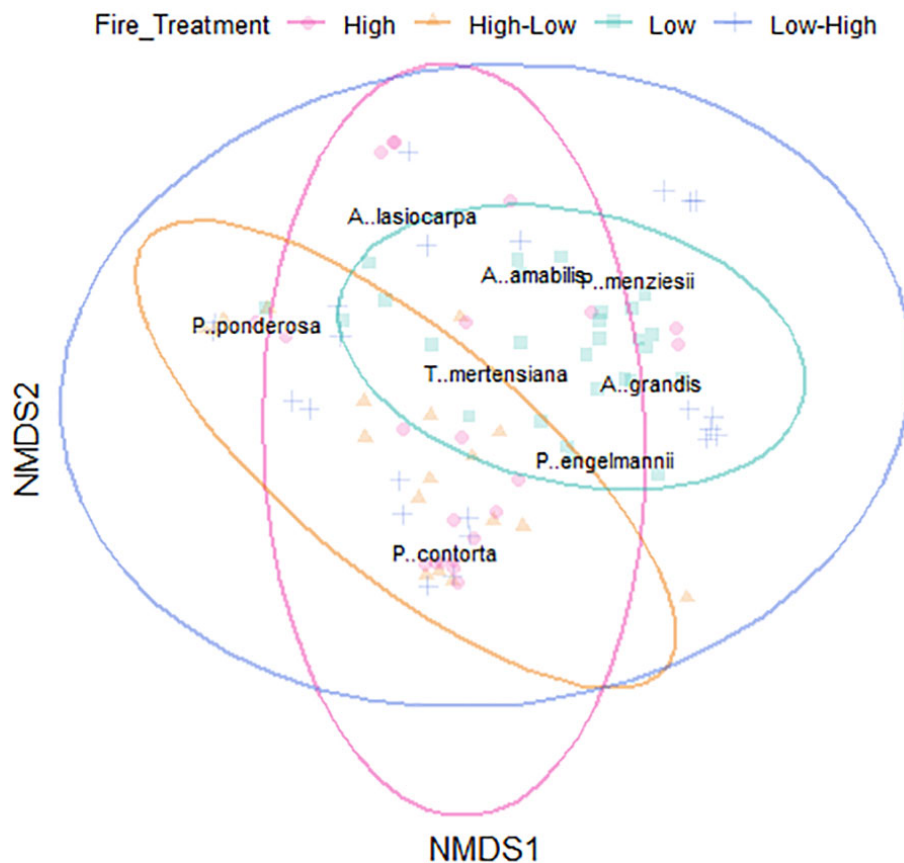 Fire_Treatment High High-Low Low Low-High
A..lasiocarpa
A..amabilis
P..menziesii
P..ponderosa
T..mertensiana
A..grandis
P..engelmannii
P..contorta
NMDS2
NMDS1